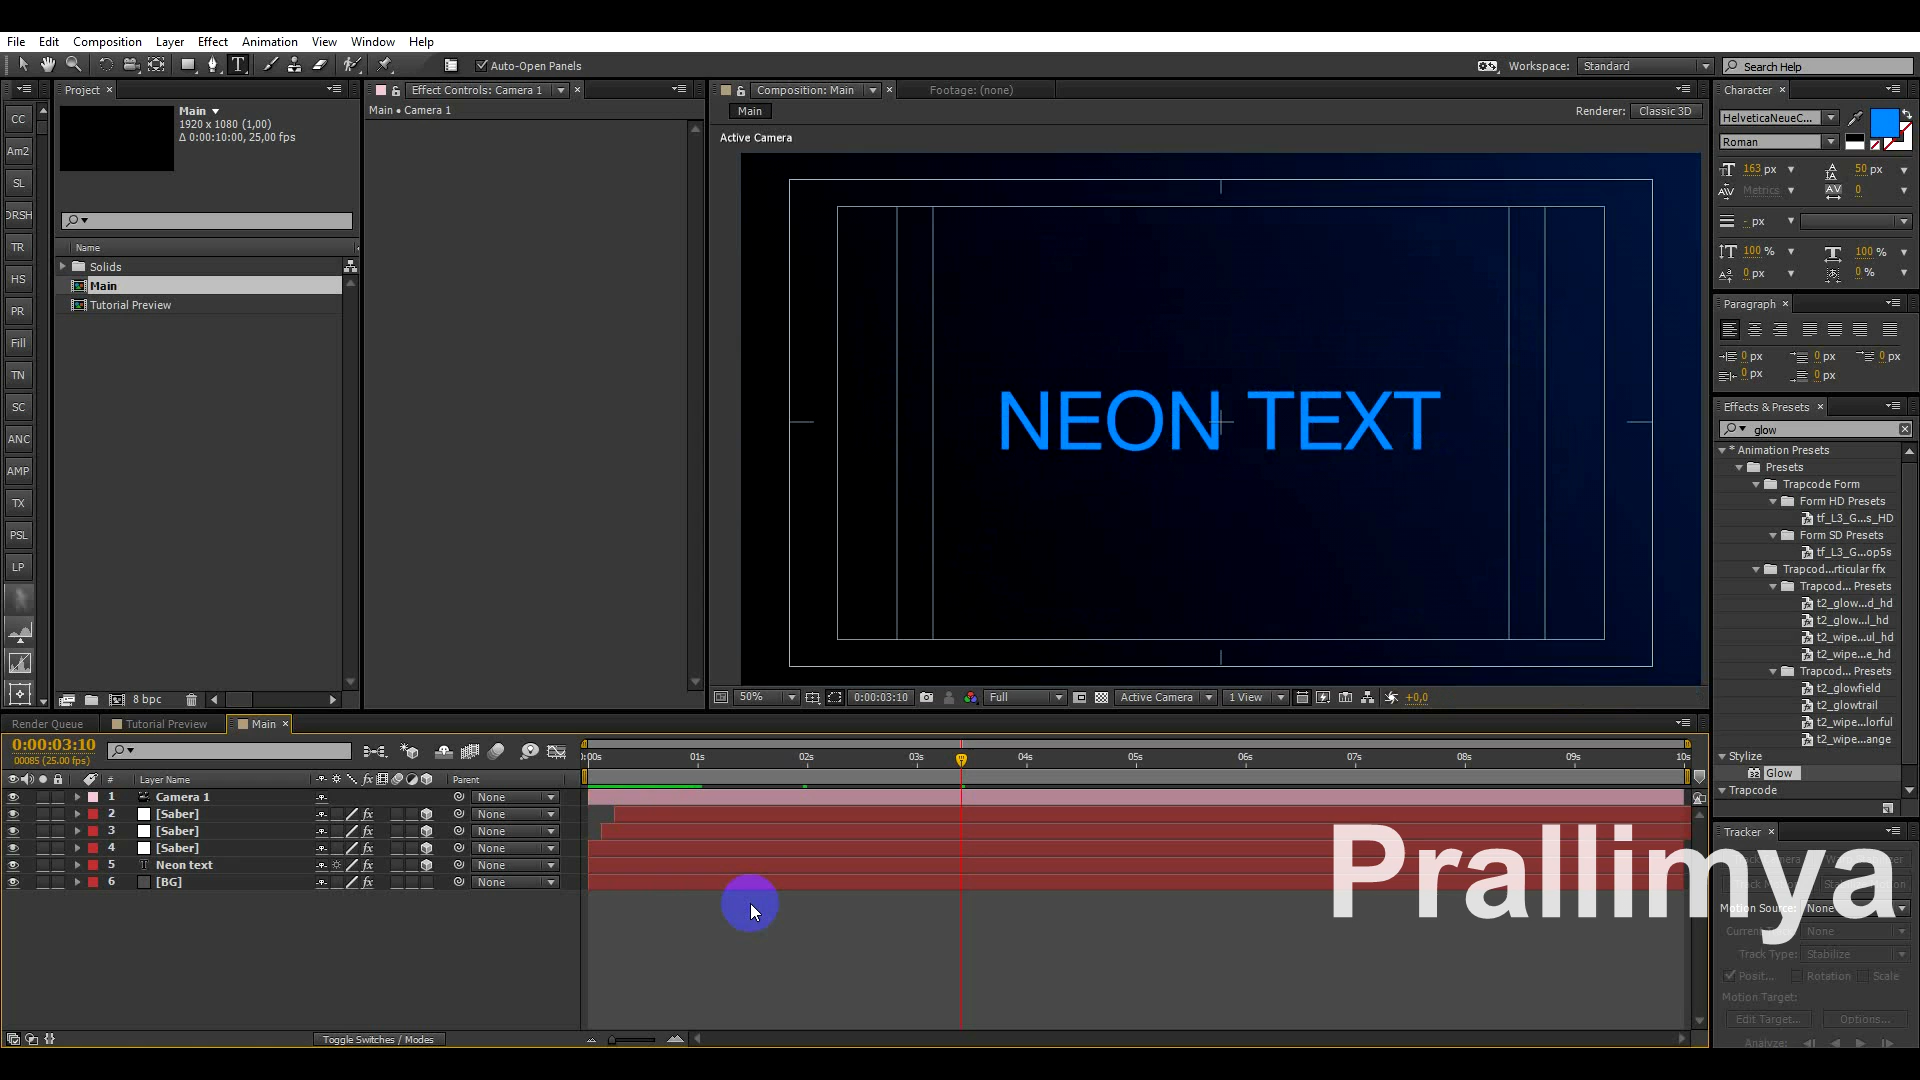 File Edit Composition Layer Effect Animation View Window Help
Auto-Open Panels
Workspace: Standard
Search Help
Project
Main
1920 x 1080 (1,00)
Δ 0:00:10:00, 25,00 fps
Name
Solids
Main
Tutorial Preview
8 bpc
CC
Am2
SL
DRSH
TR
HS
PR
Fill
TN
SC
ANC
AMP
TX
PSL
LP
Effect Controls: Camera 1
Main • Camera 1
Composition: Main
Footage: (none)
Main
Renderer: Classic 3D
Active Camera
NEON TEXT
50% 0:00:03:10 Full Active Camera 1 View +0,0
Character
HelveticaNeueC...
Roman
163 px 50 px
Metrics 0
- px
100 % 100 %
0 px 0 %
Paragraph
0 px 0 px 0 px
0 px 0 px
Effects & Presets
glow
* Animation Presets
Presets
Trapcode Form
Form HD Presets
tf_L3_G...s_HD
Form SD Presets
tf_L3_G...op5s
Trapcod...rticular ffx
Trapcod... Presets
t2_glow...d_hd
t2_glow...l_hd
t2_wipe...ul_hd
t2_wipe...e_hd
Trapcod... Presets
t2_glowfield
t2_glowtrail
t2_wipe...lorful
t2_wipe...ange
Stylize
Glow
Trapcode
Tracker
Prallimya
Motion Source: None
None
Track Type: Stabilize
Posit... Rotation Scale
Motion Target:
Edit Target... Options...
Analyze:
Render Queue Tutorial Preview Main
0:00:03:10
00085 (25.00 fps)
# Layer Name Parent
0:00s 01s 02s 03s 04s 05s 06s 07s 08s 09s 10s
1 Camera 1 None
2 [Saber] None
3 [Saber] None
4 [Saber] None
5 Neon text None
6 [BG] None
Toggle Switches / Modes